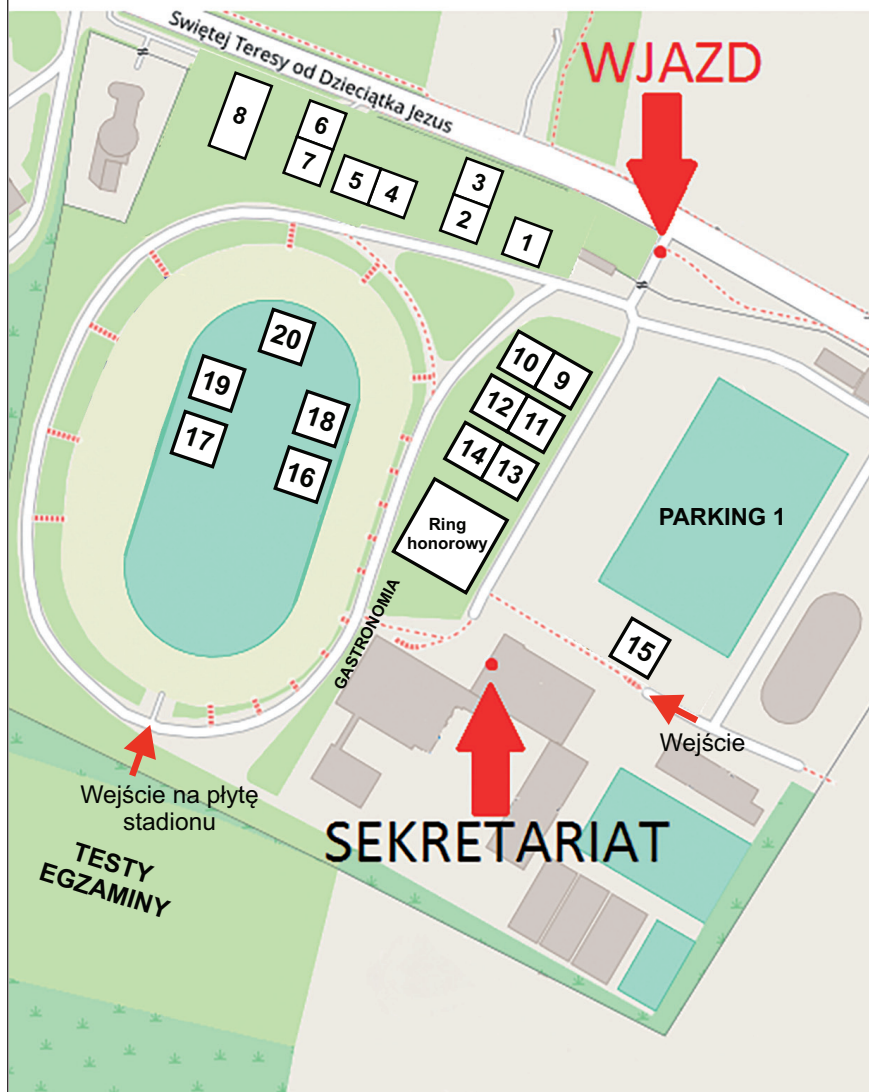 Swiętej Teresy od Dzieciątka Jezus
WJAZD
8
6
7
5
4
3
2
1
20
19
18
17
16
10
9
12
11
14
13
Ring
honorowy
PARKING 1
GASTRONOMIA
15
Wejście
Wejście na płytę
stadionu
SEKRETARIAT
TESTY
EGZAMINY